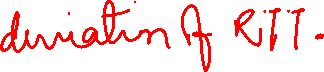 deviation of RTT.